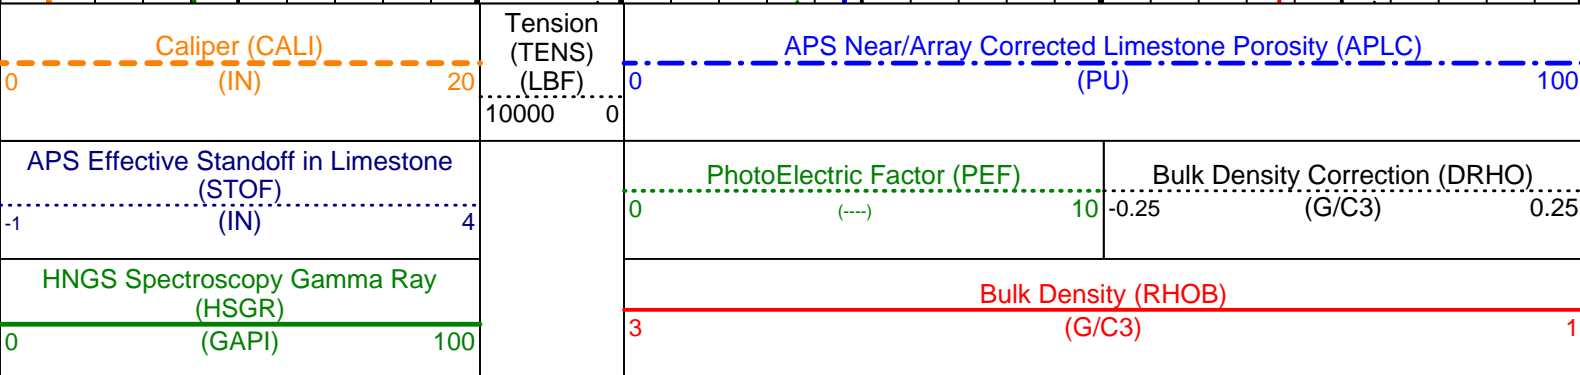 Caliper (CALI)
(IN)
0 20
Tension
(TENS)
(LBF)
10000 0
APS Near/Array Corrected Limestone Porosity (APLC)
(PU)
0 100
APS Effective Standoff in Limestone
(STOF)
(IN)
-1 4
PhotoElectric Factor (PEF)
0 (----) 10
Bulk Density Correction (DRHO)
-0.25 (G/C3) 0.25
HNGS Spectroscopy Gamma Ray
(HSGR)
(GAPI)
0 100
Bulk Density (RHOB)
(G/C3)
3 1